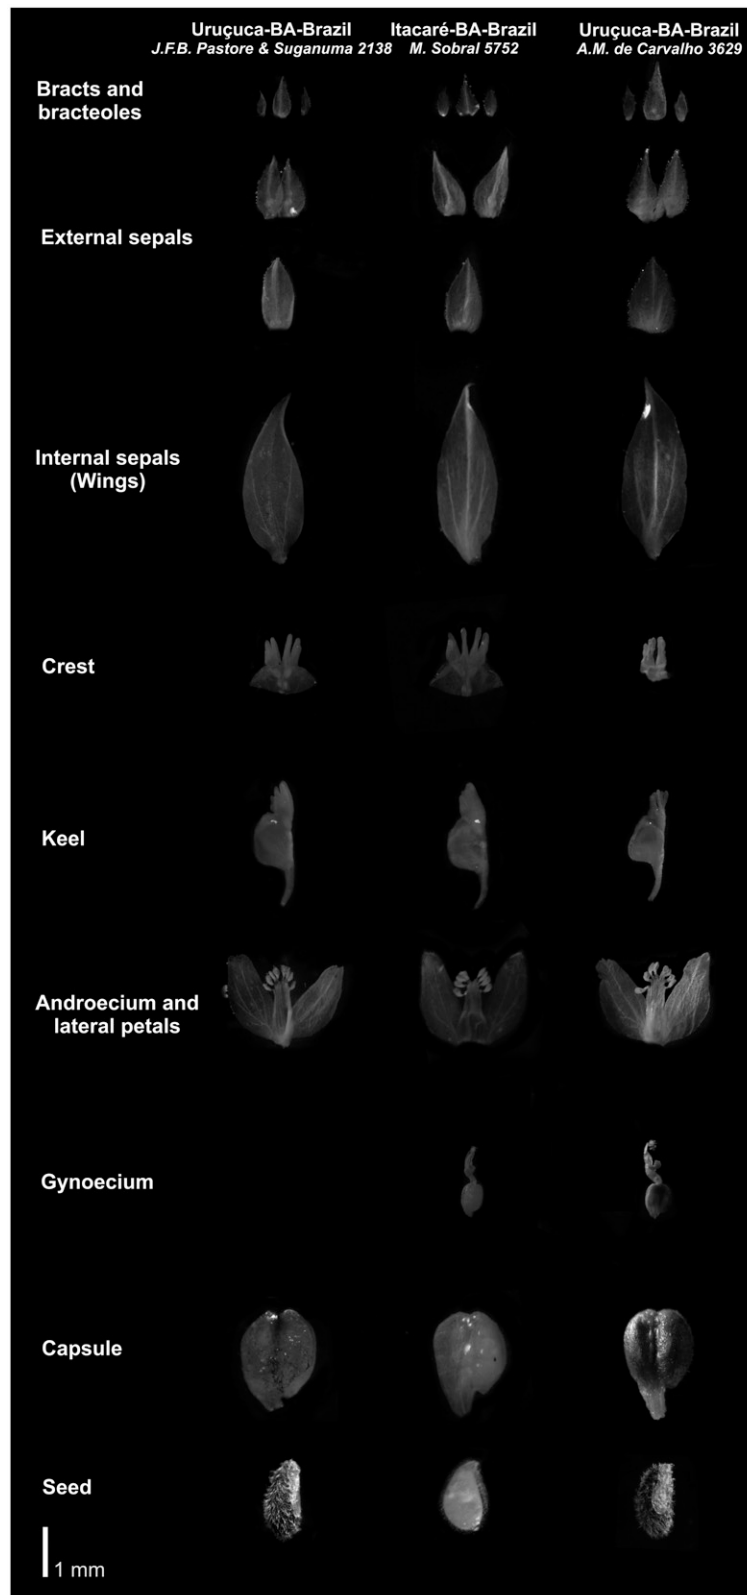 Uruçuca-BA-Brazil Itacaré-BA-Brazil Uruçuca-BA-Brazil
J.F.B. Pastore & Suganuma 2138 M. Sobral 5752 A.M. de Carvalho 3629
Bracts and
bracteoles
External sepals
Internal sepals
(Wings)
Crest
Keel
Androecium and
lateral petals
Gynoecium
Capsule
Seed
1 mm